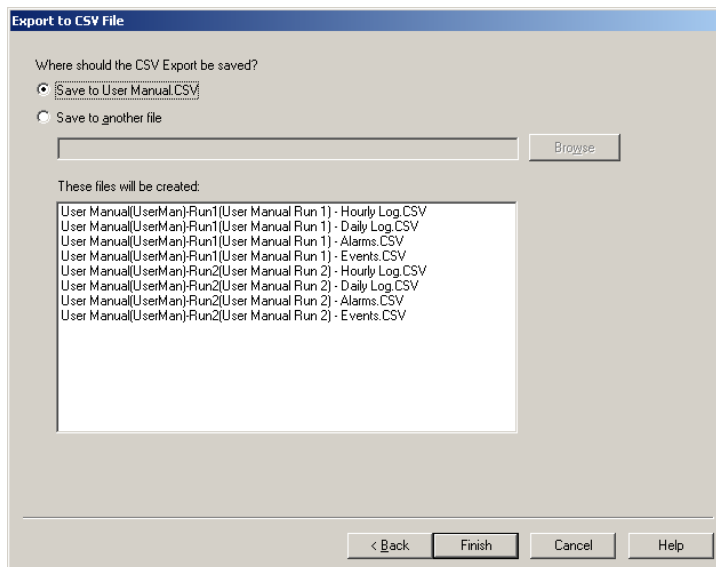 Export to CSV File
Where should the CSV Export be saved?
Save to User Manual.CSV
Save to another file
Browse
These files will be created:
User Manual(UserMan)-Run1(User Manual Run 1) - Hourly Log.CSV
User Manual(UserMan)-Run1(User Manual Run 1) - Daily Log.CSV
User Manual(UserMan)-Run1(User Manual Run 1) - Alarms.CSV
User Manual(UserMan)-Run1(User Manual Run 1) - Events.CSV
User Manual(UserMan)-Run2(User Manual Run 2) - Hourly Log.CSV
User Manual(UserMan)-Run2(User Manual Run 2) - Daily Log.CSV
User Manual(UserMan)-Run2(User Manual Run 2) - Alarms.CSV
User Manual(UserMan)-Run2(User Manual Run 2) - Events.CSV
< Back Finish Cancel Help